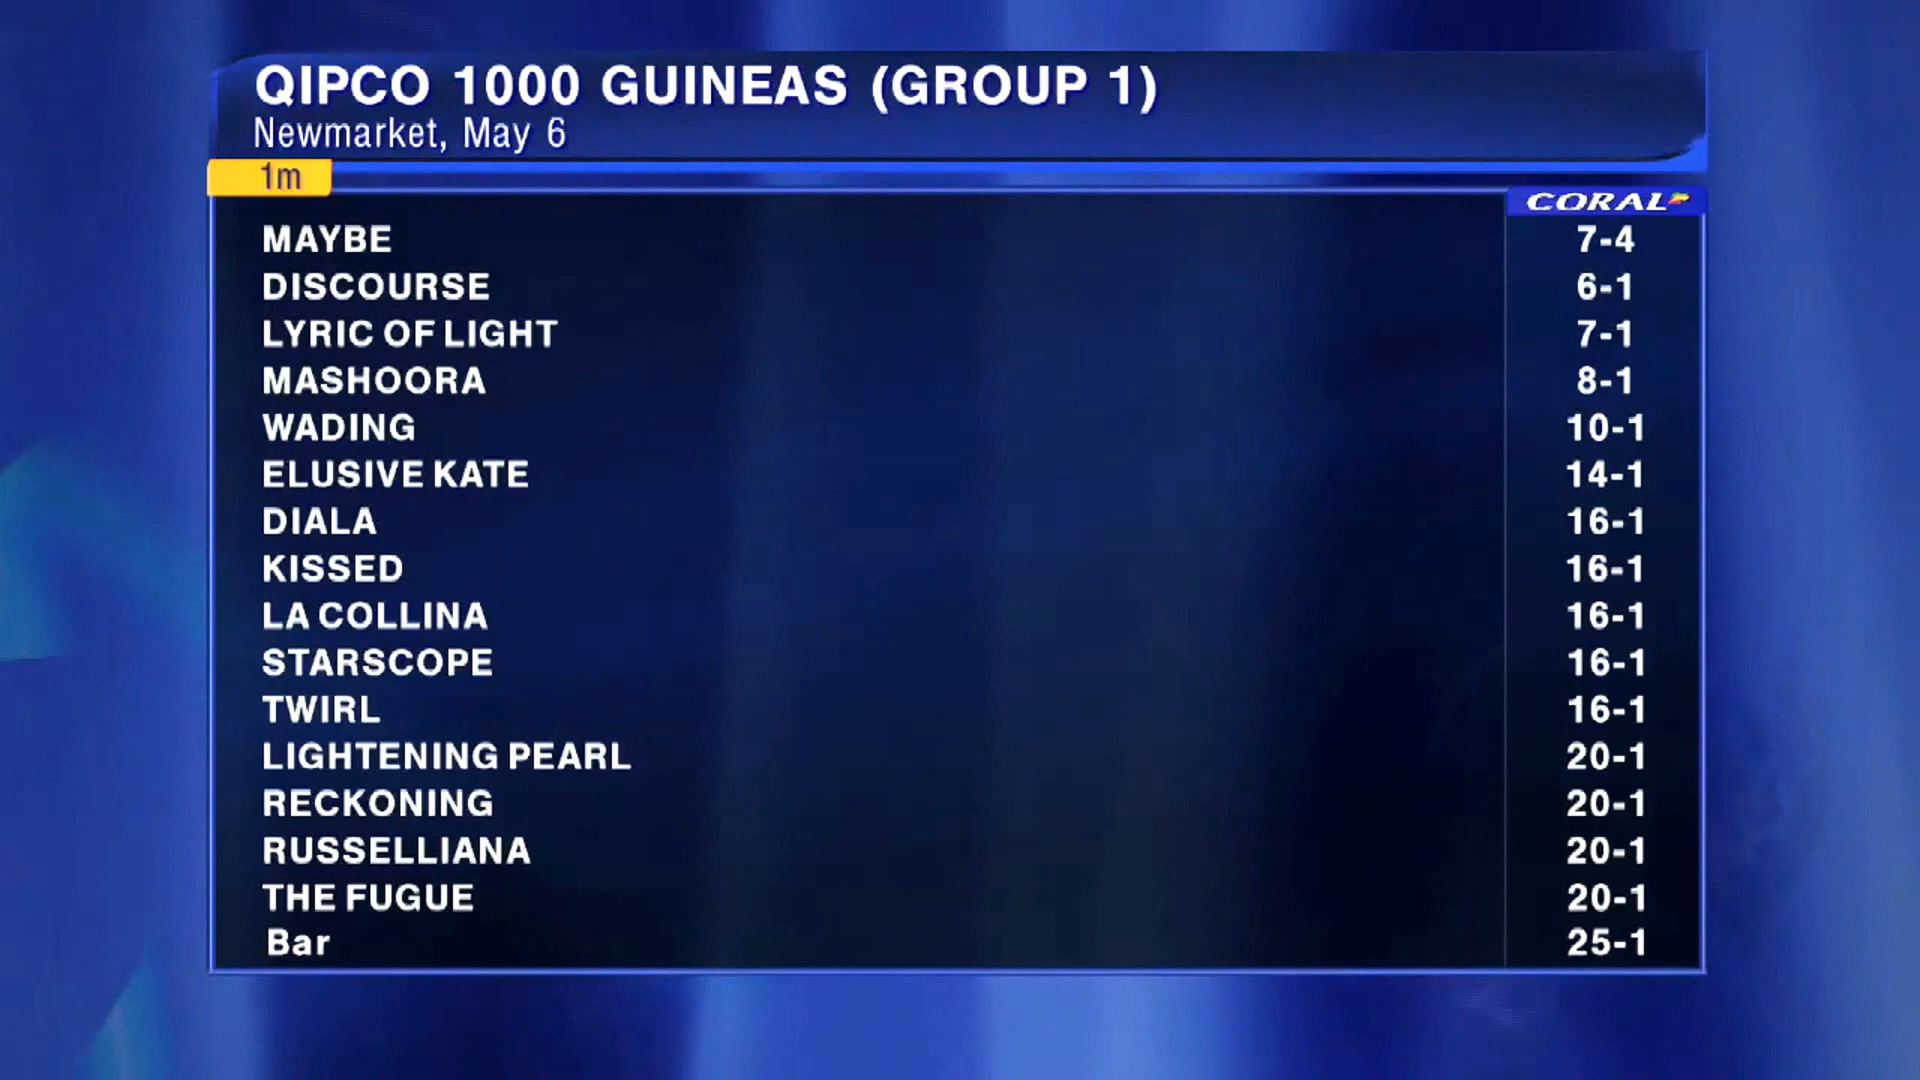 QIPCO 1000 GUINEAS (GROUP 1)
Newmarket, May 6
1m
CORAL
MAYBE 7-4
DISCOURSE 6-1
LYRIC OF LIGHT 7-1
MASHOORA 8-1
WADING 10-1
ELUSIVE KATE 14-1
DIALA 16-1
KISSED 16-1
LA COLLINA 16-1
STARSCOPE 16-1
TWIRL 16-1
LIGHTENING PEARL 20-1
RECKONING 20-1
RUSSELLIANA 20-1
THE FUGUE 20-1
Bar 25-1